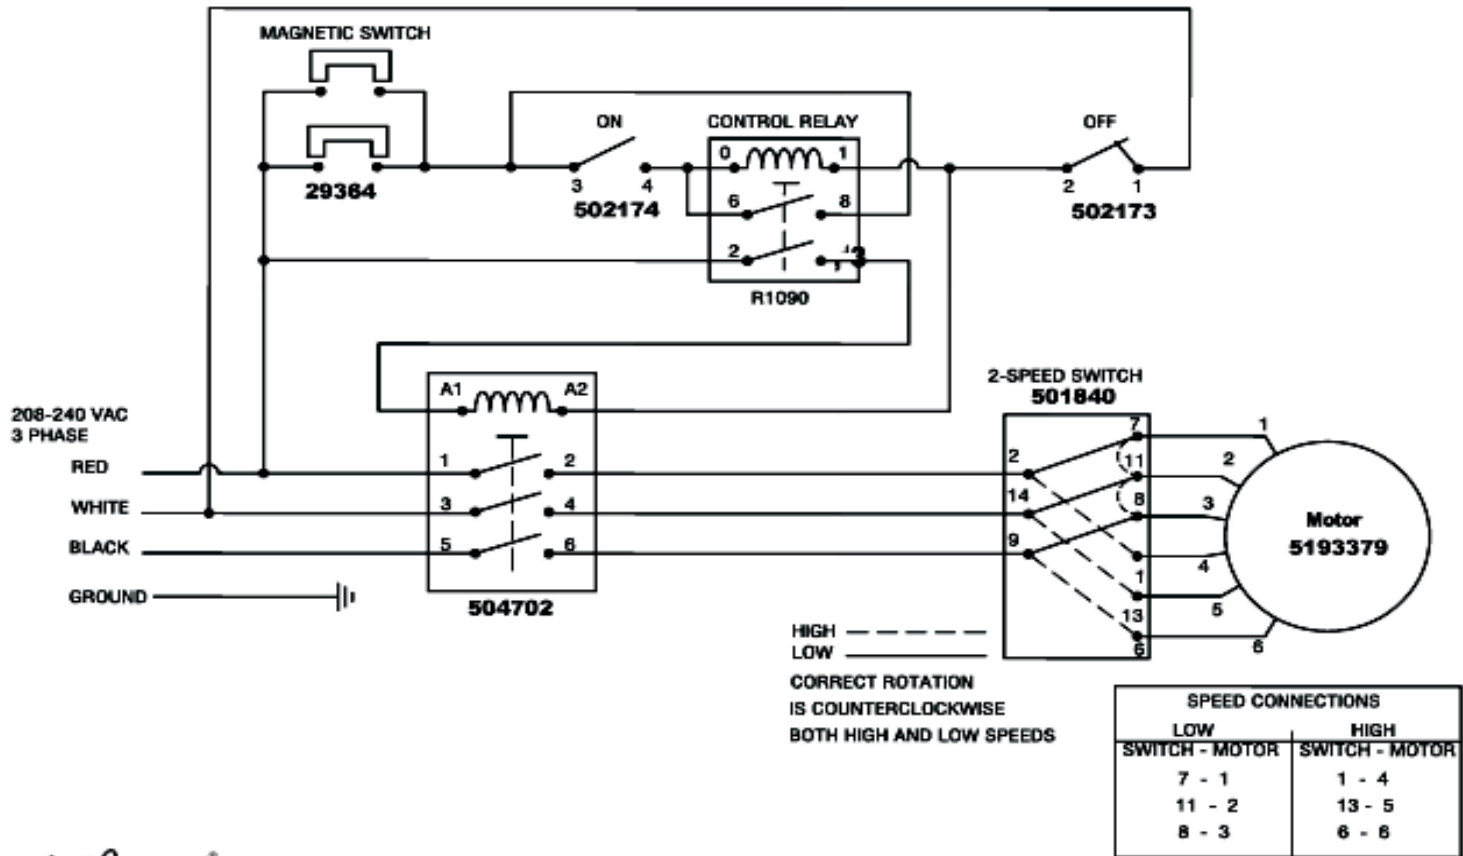 MAGNETIC SWITCH
29364
ON
3 4
502174
CONTROL RELAY
0 1
6 8
2
R1090
OFF
2 1
502173
208-240 VAC
3 PHASE
RED
WHITE
BLACK
GROUND
A1 A2
1 2
3 4
5 6
504702
2-SPEED SWITCH
501840
2 7
11
14 8
9
1
13
6
1
2
3
4
5
6
Motor
5193379
HIGH
LOW
CORRECT ROTATION
IS COUNTERCLOCKWISE
BOTH HIGH AND LOW SPEEDS
SPEED CONNECTIONS
LOW HIGH
SWITCH - MOTOR SWITCH - MOTOR
7 - 1 1 - 4
11 - 2 13 - 5
8 - 3 6 - 6